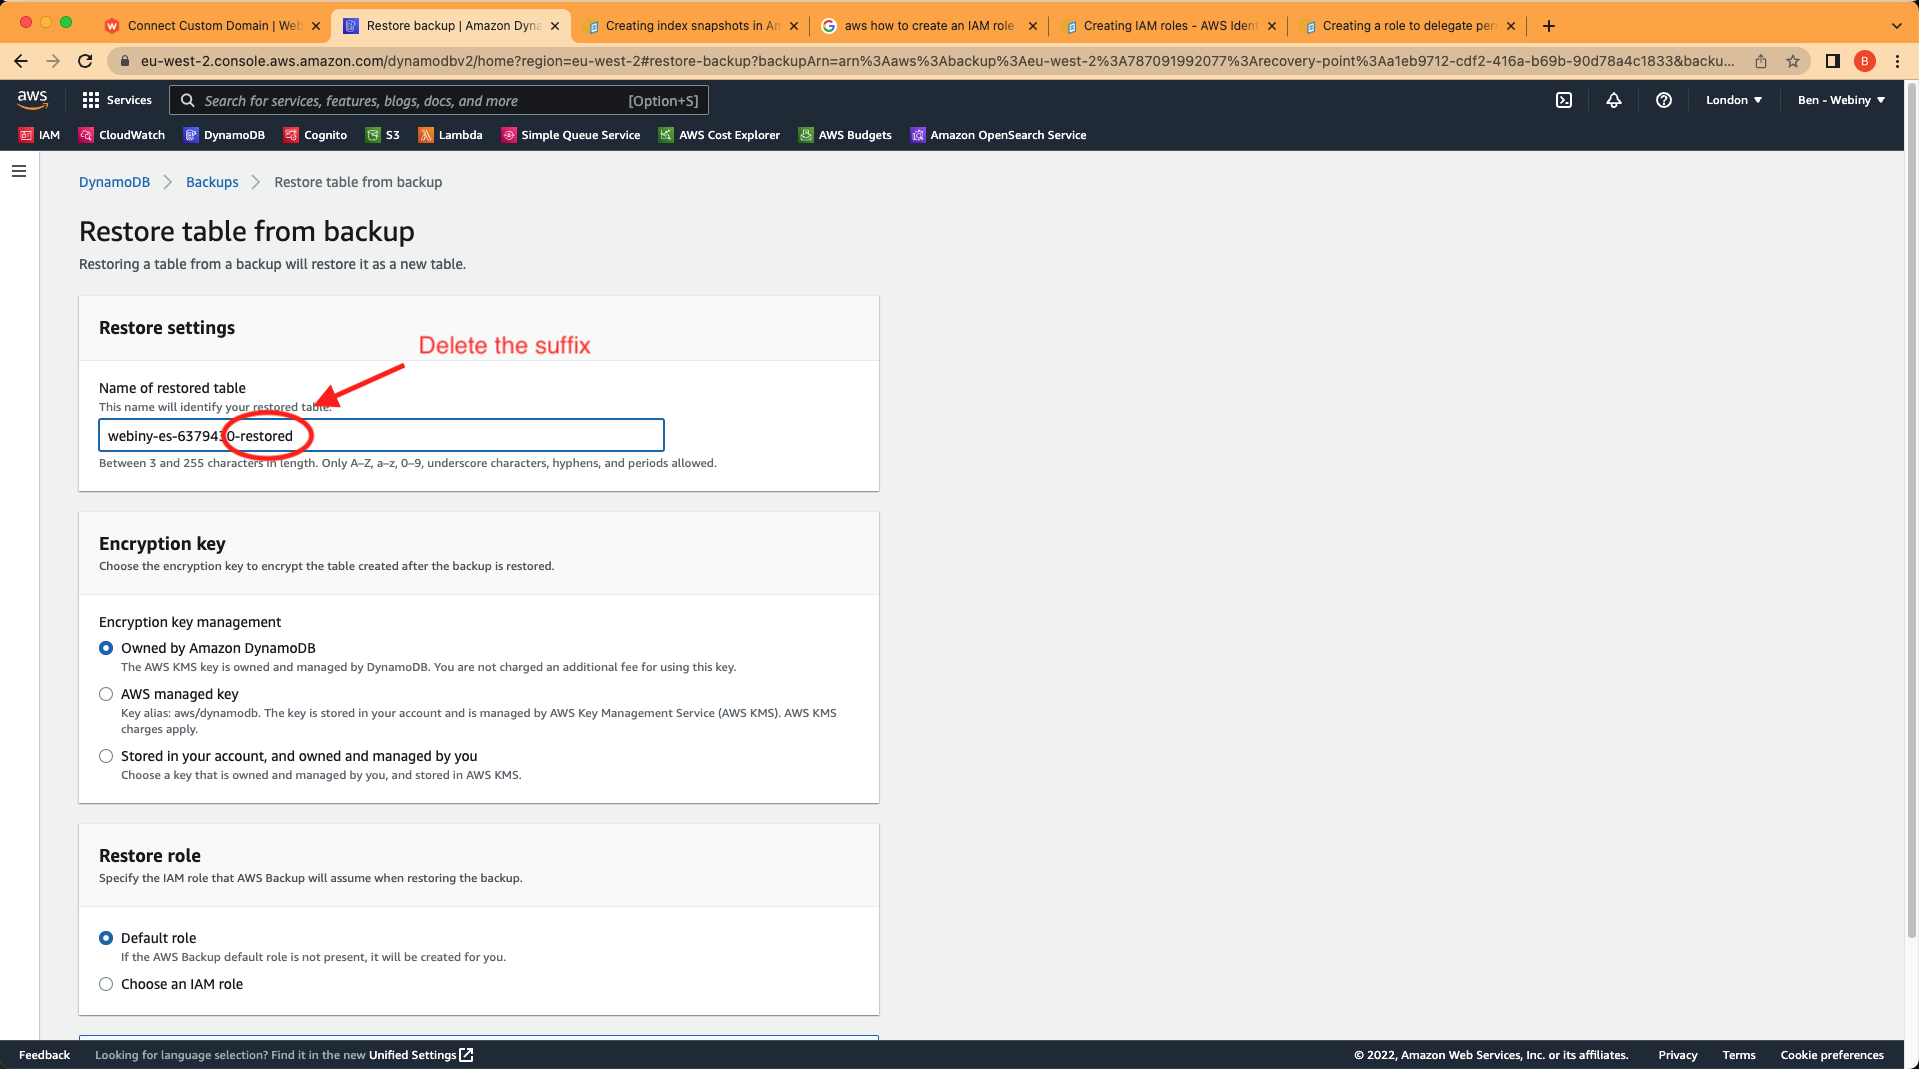 Connect Custom Domain | Web
Restore backup | Amazon Dyna
Creating index snapshots in Am
aws how to create an IAM role
Creating IAM roles - AWS Ident
Creating a role to delegate per
eu-west-2.console.aws.amazon.com/dynamodbv2/home?region=eu-west-2#restore-backup?backupArn=arn%3Aaws%3Abackup%3Aeu-west-2%3A787091992077%3Arecovery-point%3Aa1eb9712-cdf2-416a-b69b-90d78a4c1833&backu...
B
aws
Services
Search for services, features, blogs, docs, and more
[Option+S]
London
Ben - Webiny
IAM
CloudWatch
DynamoDB
Cognito
S3
Lambda
Simple Queue Service
AWS Cost Explorer
AWS Budgets
Amazon OpenSearch Service
DynamoDB
Backups
Restore table from backup
Restore table from backup
Restoring a table from a backup will restore it as a new table.
Restore settings
Delete the suffix
Name of restored table
This name will identify your restored table.
webiny-es-6379430-restored
Between 3 and 255 characters in length. Only A–Z, a–z, 0–9, underscore characters, hyphens, and periods allowed.
Encryption key
Choose the encryption key to encrypt the table created after the backup is restored.
Encryption key management
Owned by Amazon DynamoDB
The AWS KMS key is owned and managed by DynamoDB. You are not charged an additional fee for using this key.
AWS managed key
Key alias: aws/dynamodb. The key is stored in your account and is managed by AWS Key Management Service (AWS KMS). AWS KMS
charges apply.
Stored in your account, and owned and managed by you
Choose a key that is owned and managed by you, and stored in AWS KMS.
Restore role
Specify the IAM role that AWS Backup will assume when restoring the backup.
Default role
If the AWS Backup default role is not present, it will be created for you.
Choose an IAM role
Feedback
Looking for language selection? Find it in the new Unified Settings
© 2022, Amazon Web Services, Inc. or its affiliates.
Privacy
Terms
Cookie preferences